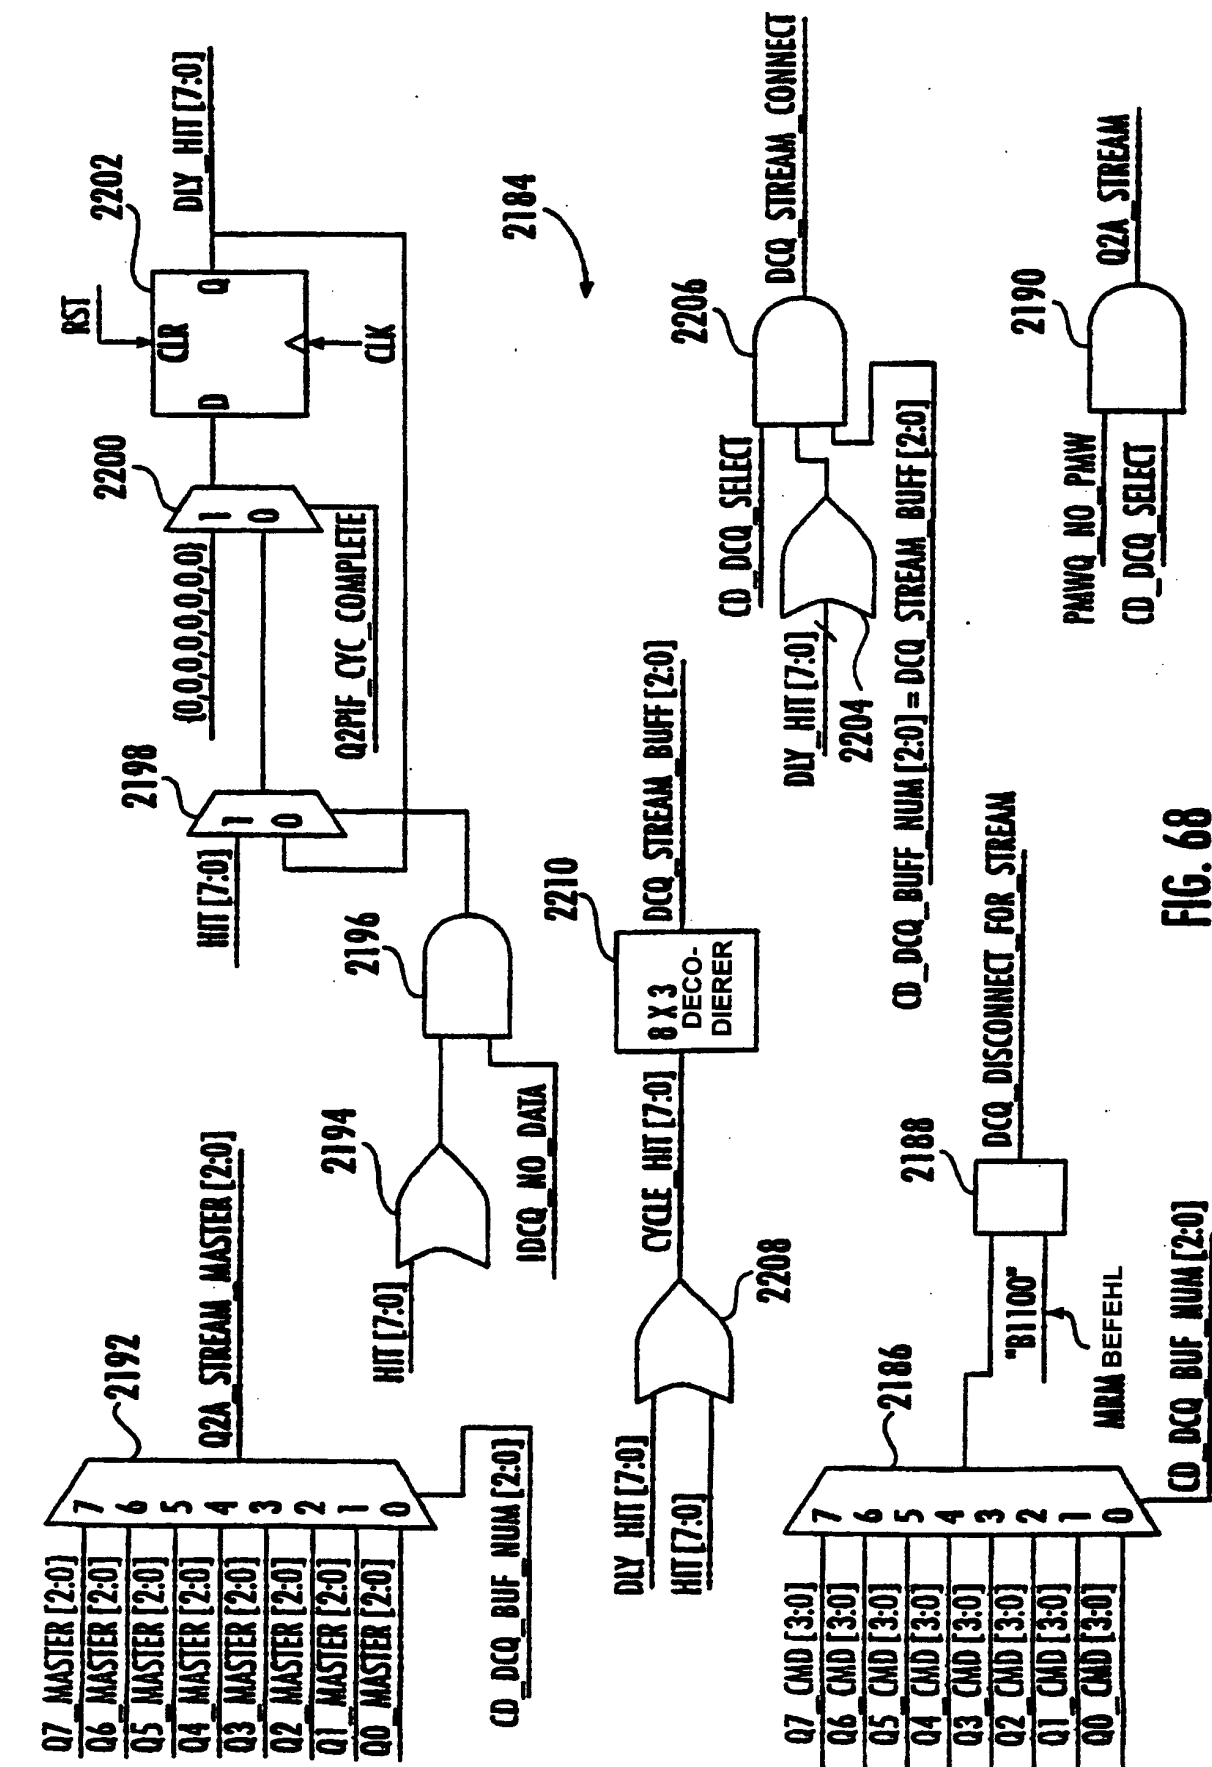 Q7_MASTER [2:0]
Q6_MASTER [2:0]
Q5_MASTER [2:0]
Q4_MASTER [2:0]
Q3_MASTER [2:0]
Q2_MASTER [2:0]
Q1_MASTER [2:0]
Q0_MASTER [2:0]
7
6
5
4
3
2
1
0
2192
Q2A_STREAM_MASTER [2:0]
CD_DCQ_BUF_NUM [2:0]
HIT [7:0]
2194
IDCQ_NO_DATA
2196
HIT [7:0]
2198
1
0
{0,0,0,0,0,0,0,0}
Q2PIF_CYC_COMPLETE
2200
1
0
RST
2202
D
CLR
Q
CLK
DLY_HIT [7:0]
2184
DLY_HIT [7:0]
HIT [7:0]
2208
CYCLE_HIT [7:0]
2210
8 X 3
DECO-
DIERER
DCQ_STREAM_BUFF [2:0]
CD_DCQ_SELECT
DLY_HIT [7:0]
2204
2206
DCQ_STREAM_CONNECT
CD_DCQ_BUFF_NUM [2:0] = DCQ_STREAM_BUFF [2:0]
Q7_CMD [3:0]
Q6_CMD [3:0]
Q5_CMD [3:0]
Q4_CMD [3:0]
Q3_CMD [3:0]
Q2_CMD [3:0]
Q1_CMD [3:0]
Q0_CMD [3:0]
7
6
5
4
3
2
1
0
2186
"B1100"
MRM BEFEHL
CD_DCQ_BUF_NUM [2:0]
2188
DCQ_DISCONNECT_FOR_STREAM
PMWQ_NO_PMW
CD_DCQ_SELECT
2190
Q2A_STREAM
FIG. 68